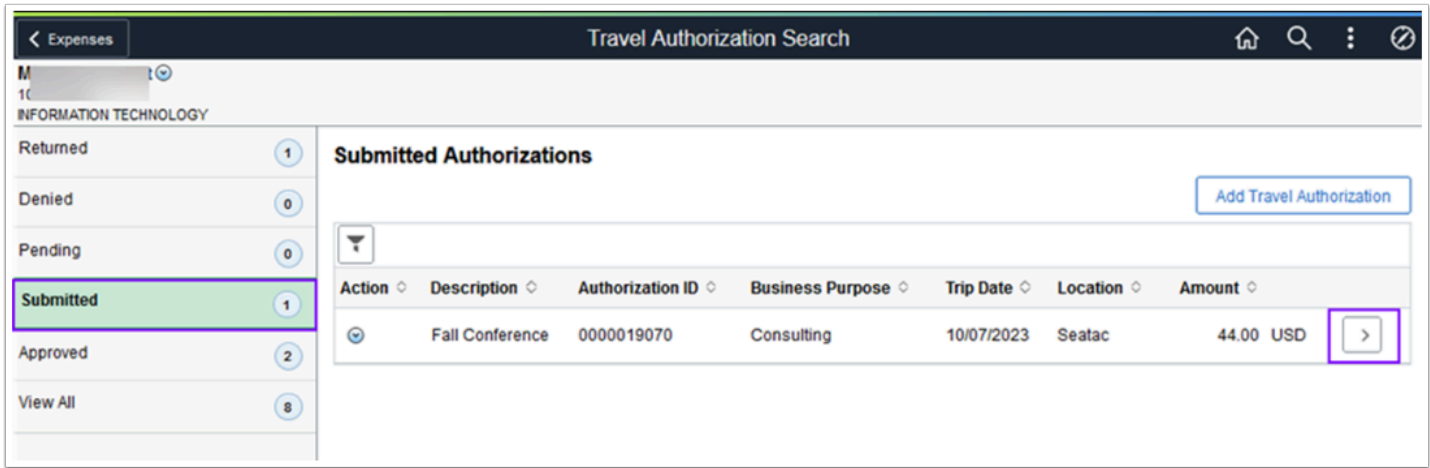 Expenses
Travel Authorization Search
INFORMATION TECHNOLOGY
Returned 1
Denied 0
Pending 0
Submitted 1
Approved 2
View All 8
Submitted Authorizations
Add Travel Authorization
Action Description Authorization ID Business Purpose Trip Date Location Amount
Fall Conference 0000019070 Consulting 10/07/2023 Seatac 44.00 USD